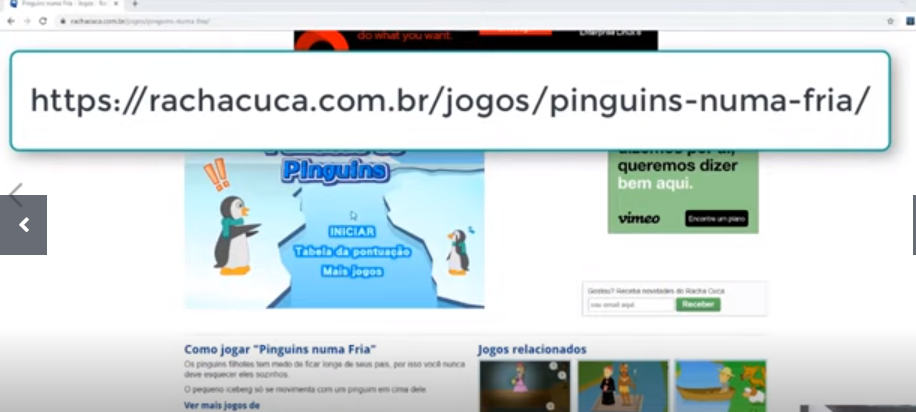 Pinguins numa Fria - Jogos - Ra
rachacuca.com.br/jogos/pinguins-numa-fria/
do what you want.
Enterprise Linux 8
https://rachacuca.com.br/jogos/pinguins-numa-fria/
Pinguins
queremos dizer
bem aqui.
vimeo
Encontre um plano
INICIAR
Tabela da pontuação
Mais jogos
Gostou? Receba novidades do Racha Cuca
seu email aqui
Receber
Como jogar "Pinguins numa Fria"
Jogos relacionados
Os pinguins filhotes tem medo de ficar longe de seus pais, por isso você nunca
deve esquecer eles sozinhos.
O pequeno iceberg só se movimenta com um pinguim em cima dele.
Ver mais jogos de